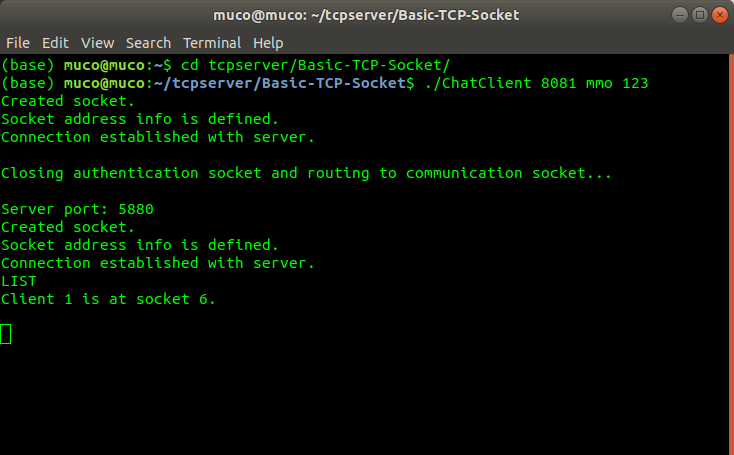 muco@muco: ~/tcpserver/Basic-TCP-Socket
File Edit View Search Terminal Help
(base) muco@muco:~$ cd tcpserver/Basic-TCP-Socket/
(base) muco@muco:~/tcpserver/Basic-TCP-Socket$ ./ChatClient 8081 mmo 123
Created socket.
Socket address info is defined.
Connection established with server.
Closing authentication socket and routing to communication socket...
Server port: 5880
Created socket.
Socket address info is defined.
Connection established with server.
LIST
Client 1 is at socket 6.